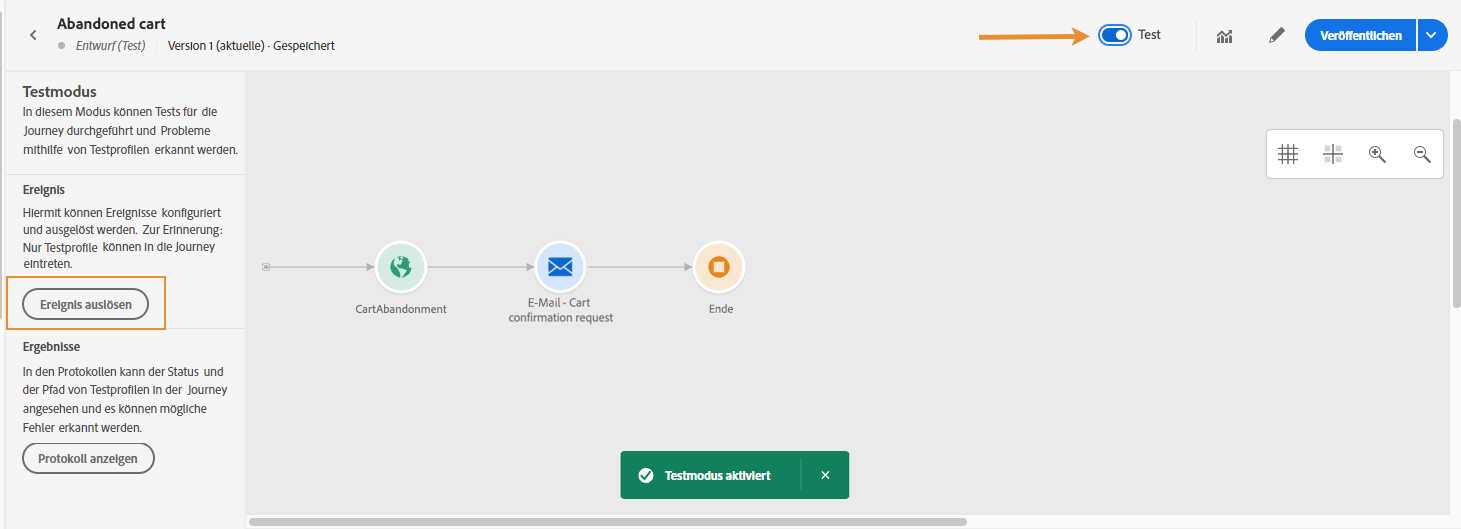 Abandoned cart
Entwurf (Test) Version 1 (aktuelle) · Gespeichert
Test
Veröffentlichen
Testmodus
In diesem Modus können Tests für die
Journey durchgeführt und Probleme
mithilfe von Testprofilen erkannt werden.
Ereignis
Hiermit können Ereignisse konfiguriert
und ausgelöst werden. Zur Erinnerung:
Nur Testprofile können in die Journey
eintreten.
Ereignis auslösen
Ergebnisse
In den Protokollen kann der Status und
der Pfad von Testprofilen in der Journey
angesehen und es können mögliche
Fehler erkannt werden.
Protokoll anzeigen
CartAbandonment
E-Mail - Cart
confirmation request
Ende
Testmodus aktiviert